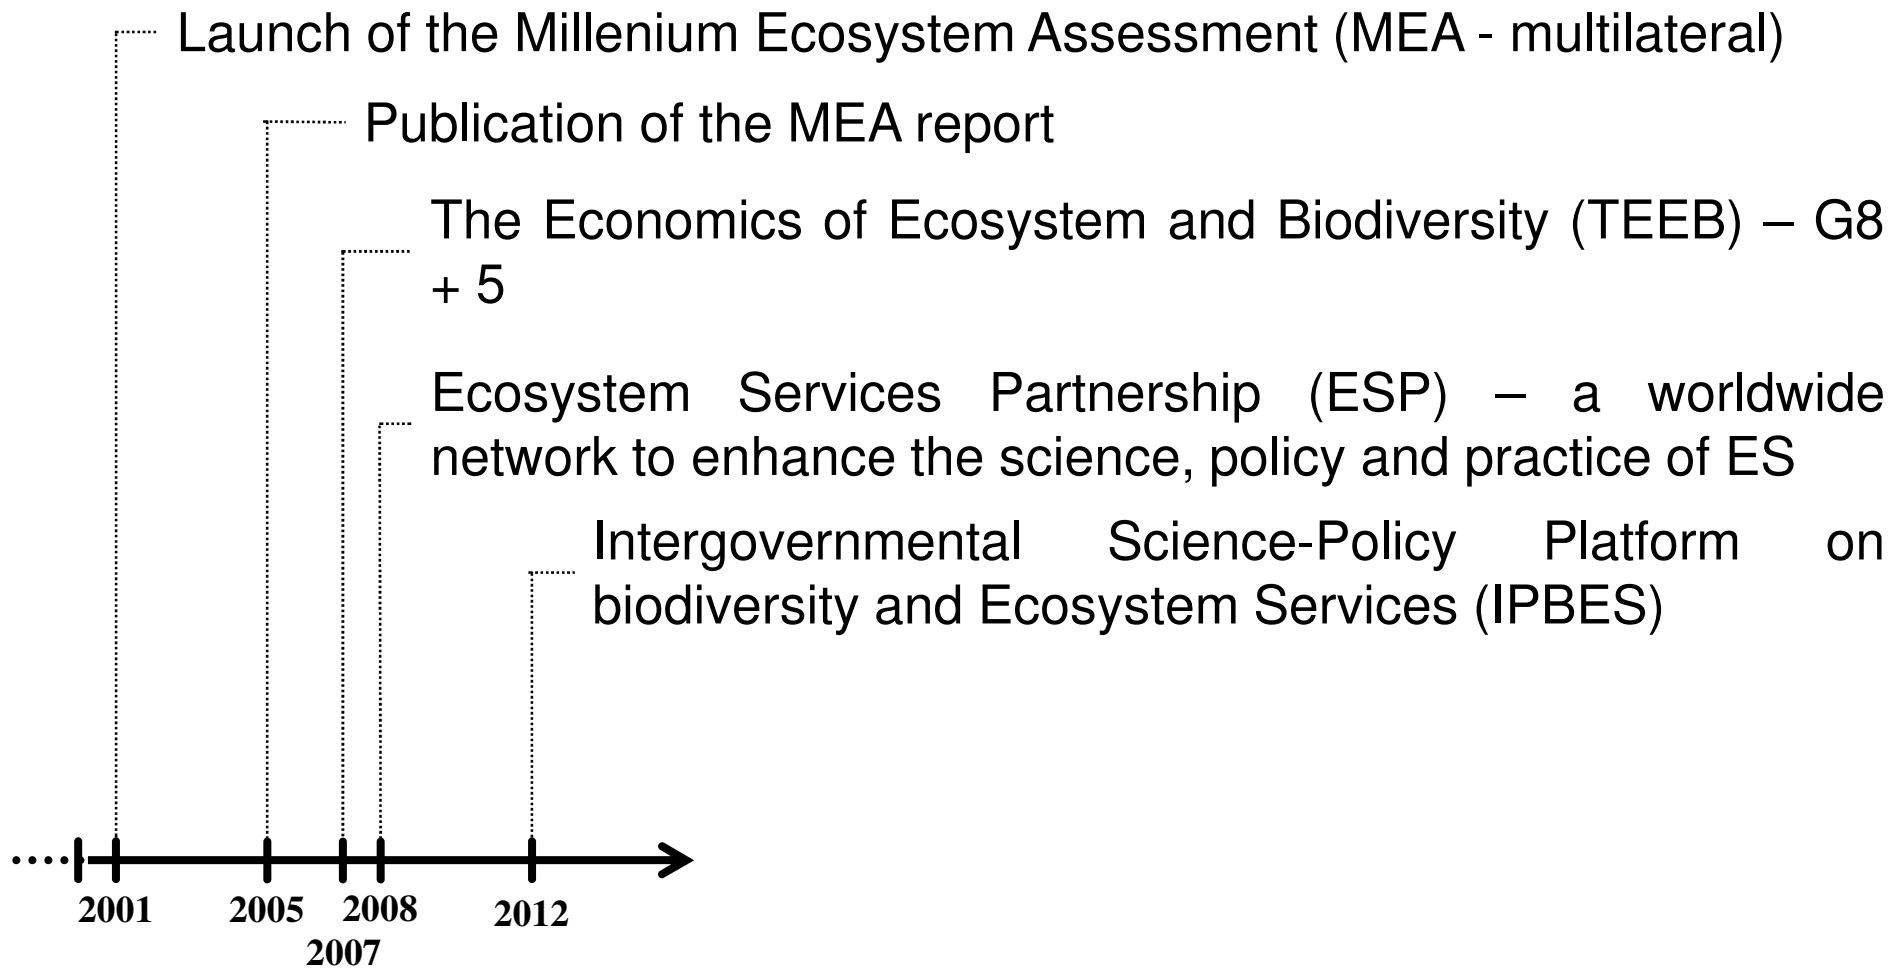 Launch of the Millenium Ecosystem Assessment (MEA - multilateral)
Publication of the MEA report
The Economics of Ecosystem and Biodiversity (TEEB) – G8
+ 5
Ecosystem Services Partnership (ESP) – a worldwide
network to enhance the science, policy and practice of ES
Intergovernmental Science-Policy Platform on
biodiversity and Ecosystem Services (IPBES)
2001 2005 2008 2012
2007